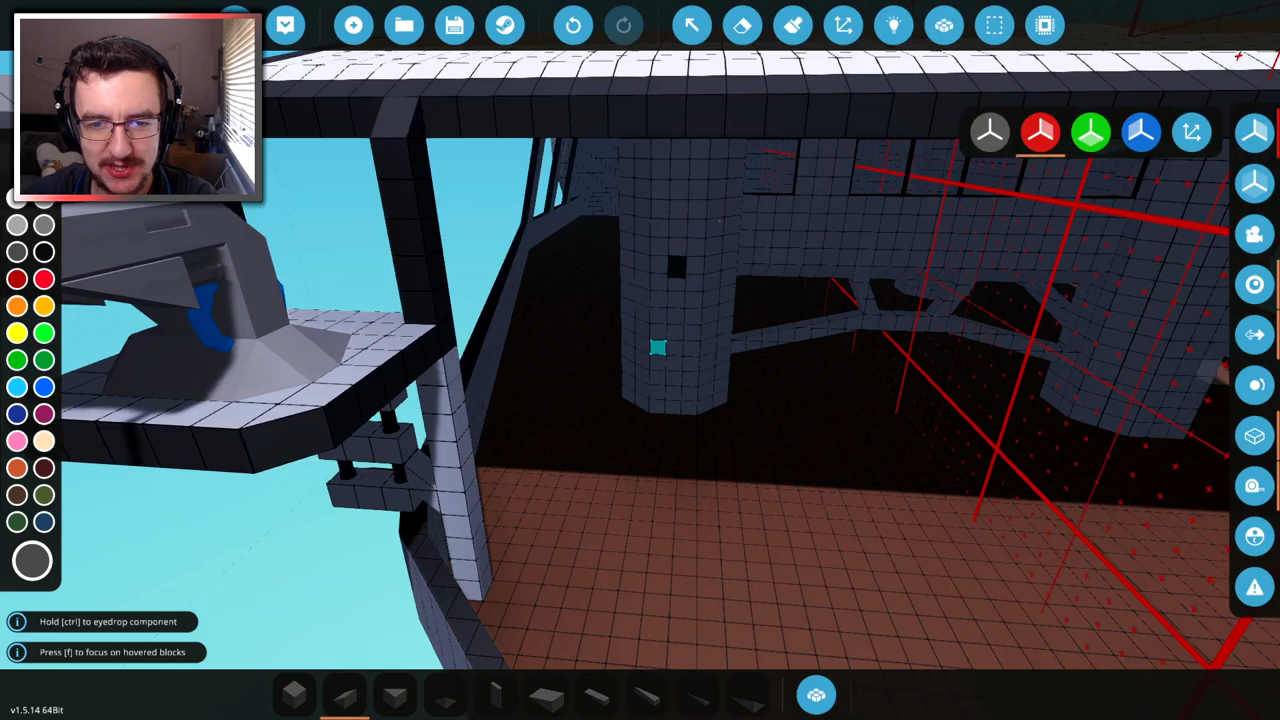 Hold [ctrl] to eyedrop component
Press [f] to focus on hovered blocks
v1.5.14 64Bit